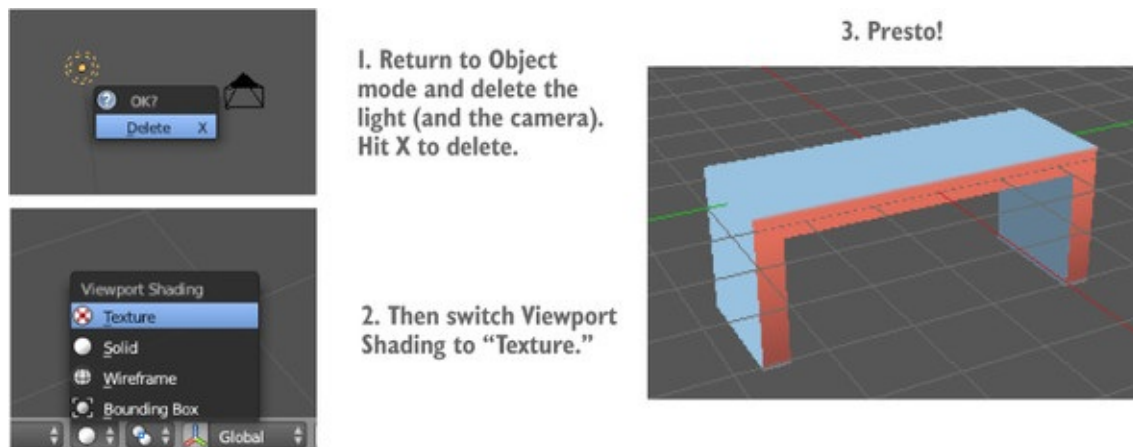 OK?
Delete X
1. Return to Object
mode and delete the
light (and the camera).
Hit X to delete.
Viewport Shading
Texture
Solid
Wireframe
Bounding Box
Global
2. Then switch Viewport
Shading to “Texture.”
3. Presto!